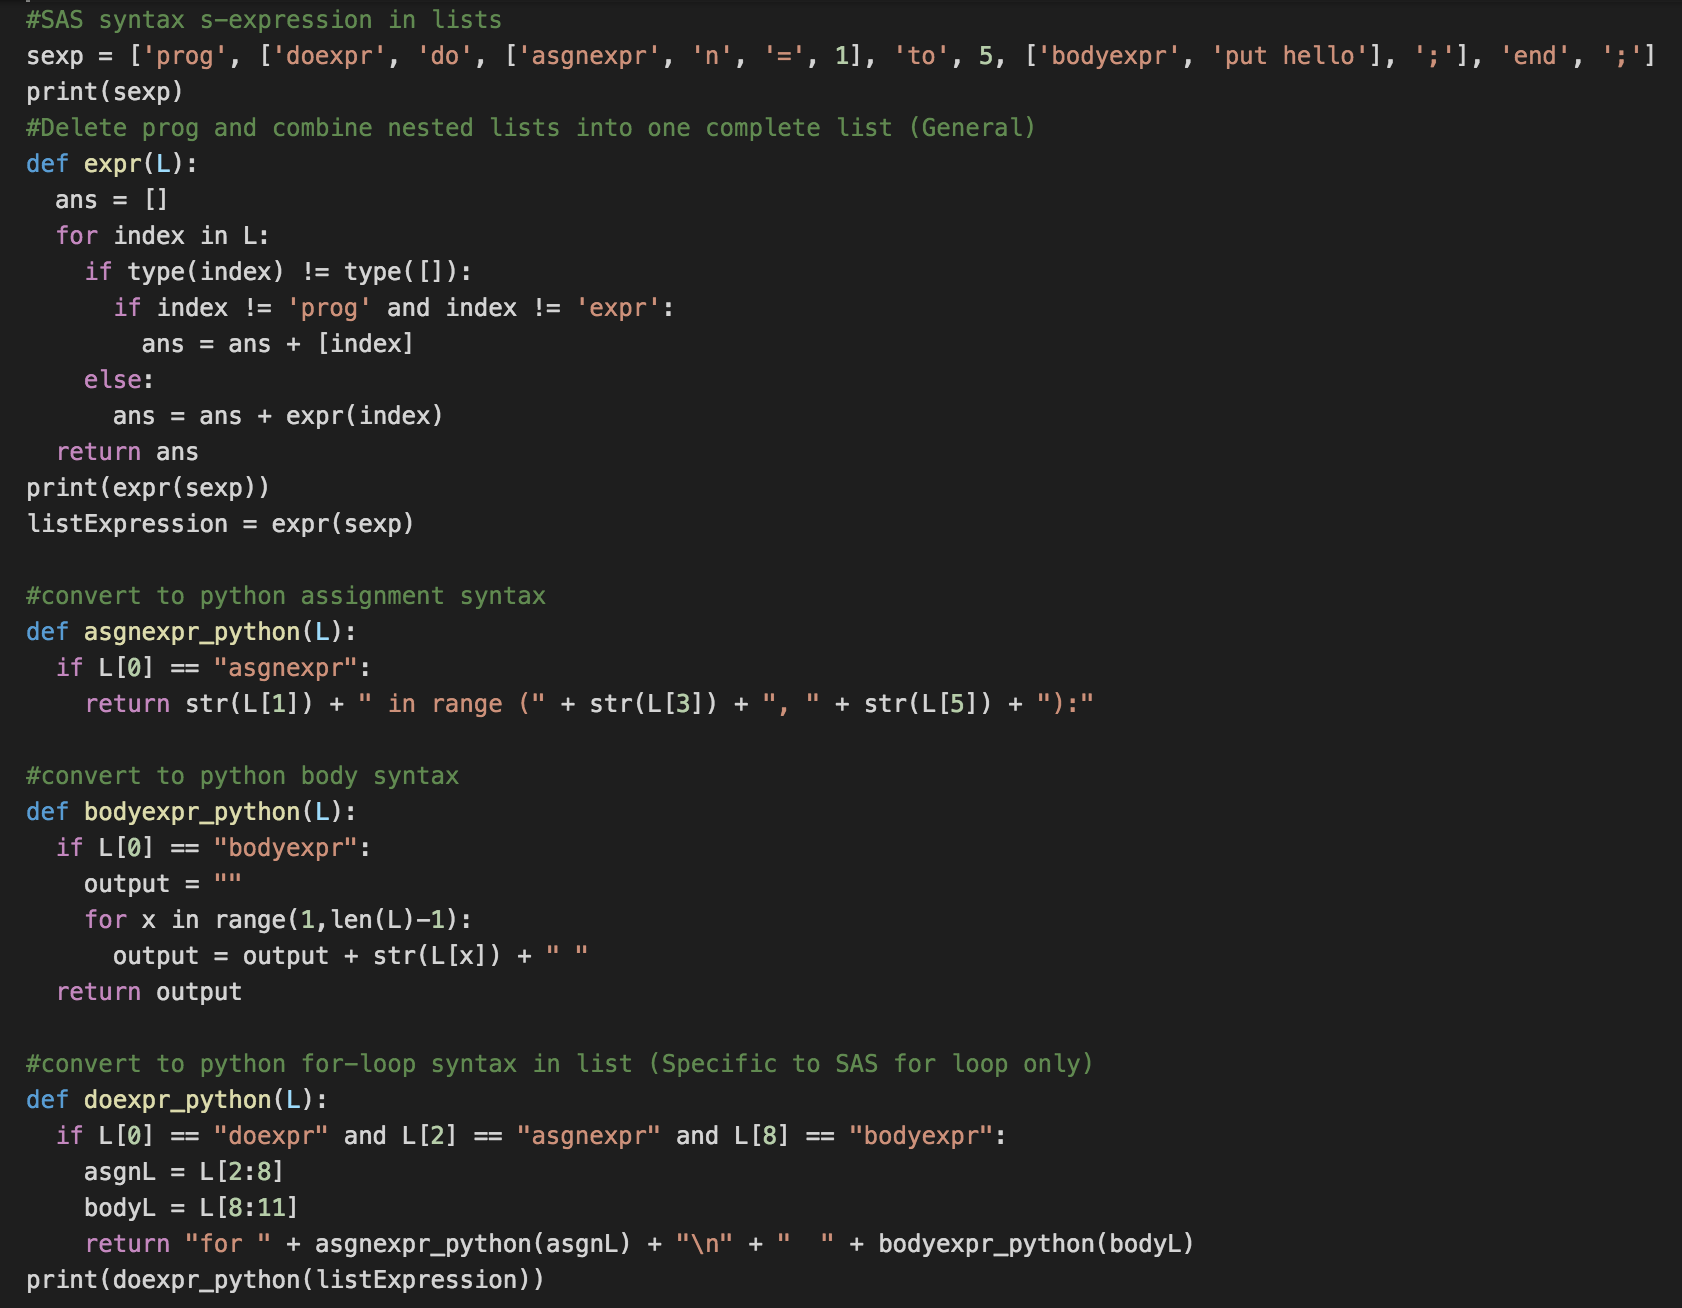 #SAS syntax s-expression in lists
sexp = ['prog', ['doexpr', 'do', ['asgnexpr', 'n', '=', 1], 'to', 5, ['bodyexpr', 'put hello'], ';'], 'end', ';']
print(sexp)
#Delete prog and combine nested lists into one complete list (General)
def expr(L):
  ans = []
  for index in L:
    if type(index) != type([]):
      if index != 'prog' and index != 'expr':
        ans = ans + [index]
    else:
      ans = ans + expr(index)
  return ans
print(expr(sexp))
listExpression = expr(sexp)

#convert to python assignment syntax
def asgnexpr_python(L):
  if L[0] == "asgnexpr":
    return str(L[1]) + " in range (" + str(L[3]) + ", " + str(L[5]) + "):"

#convert to python body syntax
def bodyexpr_python(L):
  if L[0] == "bodyexpr":
    output = ""
    for x in range(1,len(L)-1):
      output = output + str(L[x]) + " "
  return output

#convert to python for-loop syntax in list (Specific to SAS for loop only)
def doexpr_python(L):
  if L[0] == "doexpr" and L[2] == "asgnexpr" and L[8] == "bodyexpr":
    asgnL = L[2:8]
    bodyL = L[8:11]
    return "for " + asgnexpr_python(asgnL) + "\n" + "  " + bodyexpr_python(bodyL)
print(doexpr_python(listExpression))